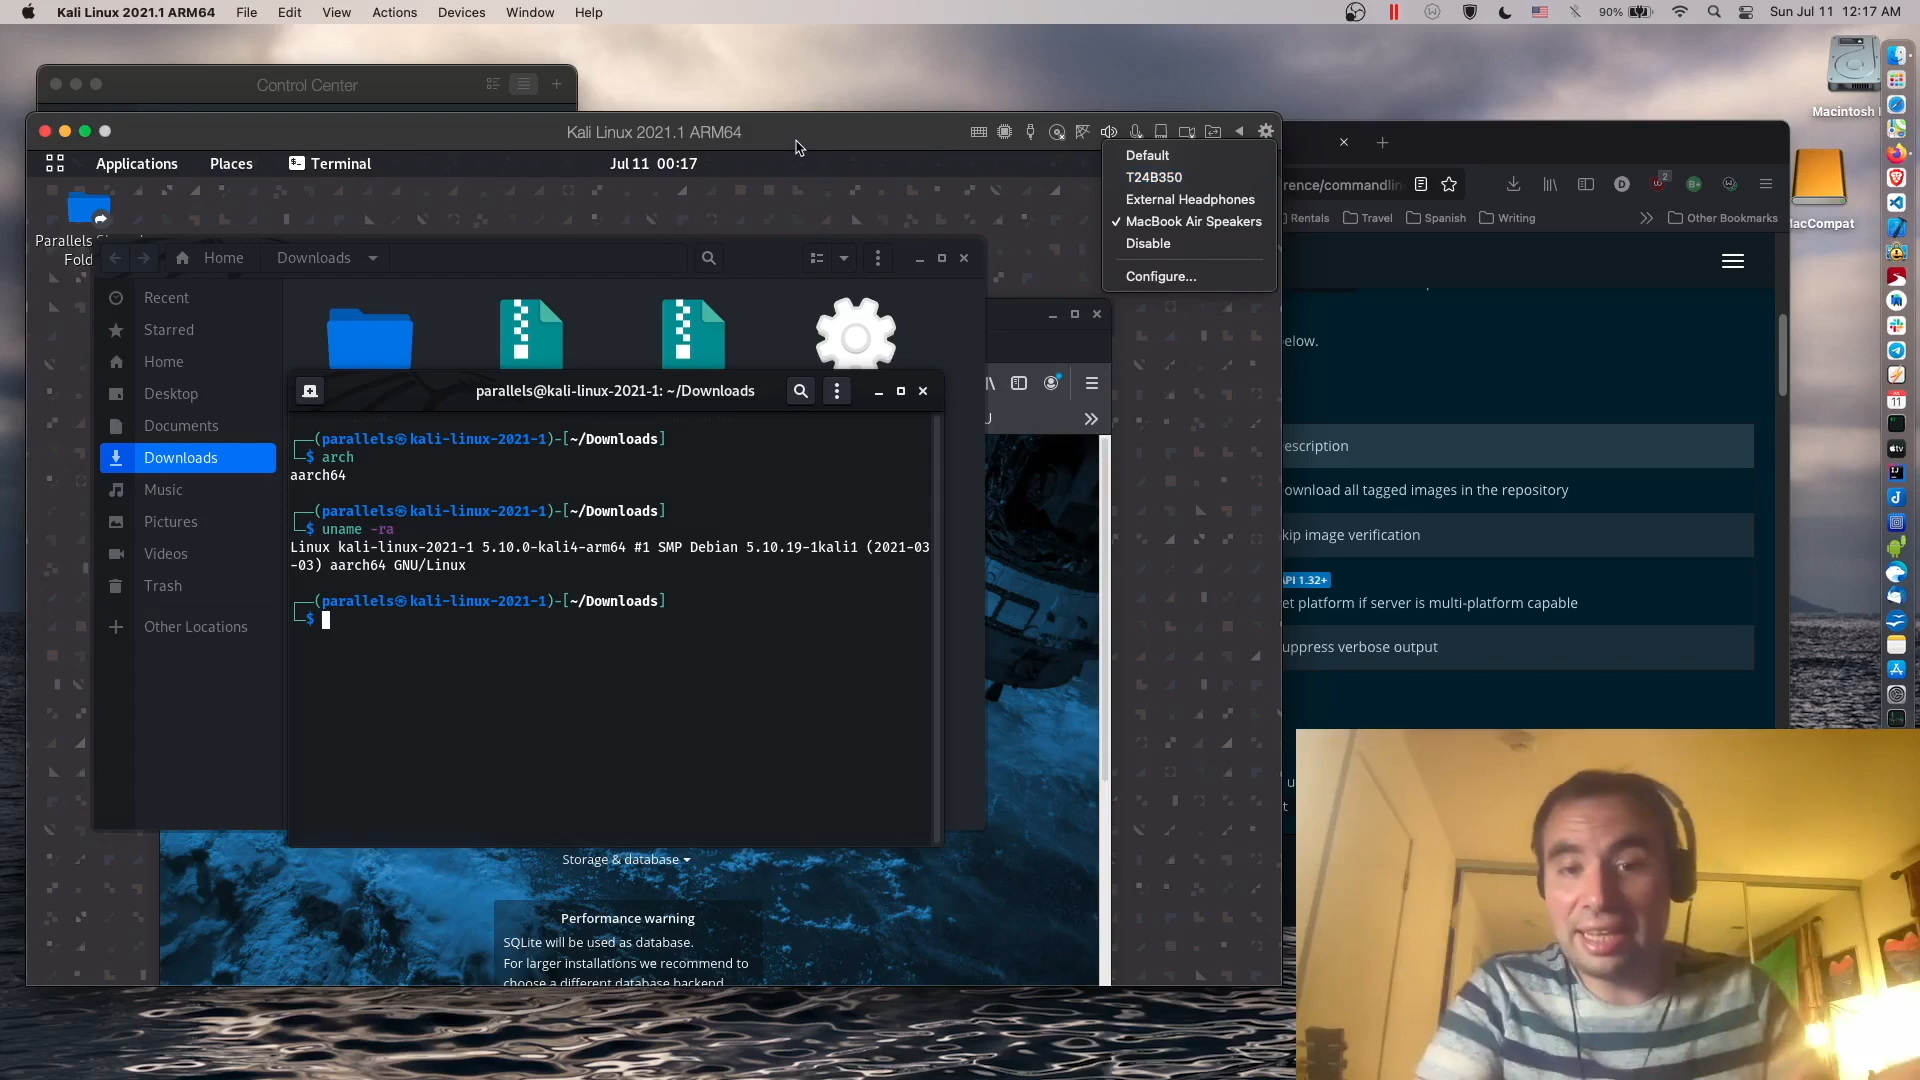 Kali Linux 2021.1 ARM64 File Edit View Actions Devices Window Help 90% Sun Jul 11 12:17 AM
Control Center
Kali Linux 2021.1 ARM64
Applications Places Terminal Jul 11 00:17
Default
T24B350
External Headphones
MacBook Air Speakers
Disable
Configure...
Macintosh
MacCompat
rence/commandlin
Rentals Travel Spanish Writing Other Bookmarks
Parallels
Fold
Home Downloads
Recent
Starred
Home
Desktop
Documents
Downloads
Music
Pictures
Videos
Trash
Other Locations
parallels@kali-linux-2021-1: ~/Downloads
(parallels㉿kali-linux-2021-1)-[~/Downloads]
$ arch
aarch64
(parallels㉿kali-linux-2021-1)-[~/Downloads]
$ uname -ra
Linux kali-linux-2021-1 5.10.0-kali4-arm64 #1 SMP Debian 5.10.19-1kali1 (2021-03
-03) aarch64 GNU/Linux
(parallels㉿kali-linux-2021-1)-[~/Downloads]
$
Storage & database
Performance warning
SQLite will be used as database.
For larger installations we recommend to
choose a different database backend
below.
escription
ownload all tagged images in the repository
kip image verification
API 1.32+
et platform if server is multi-platform capable
uppress verbose output